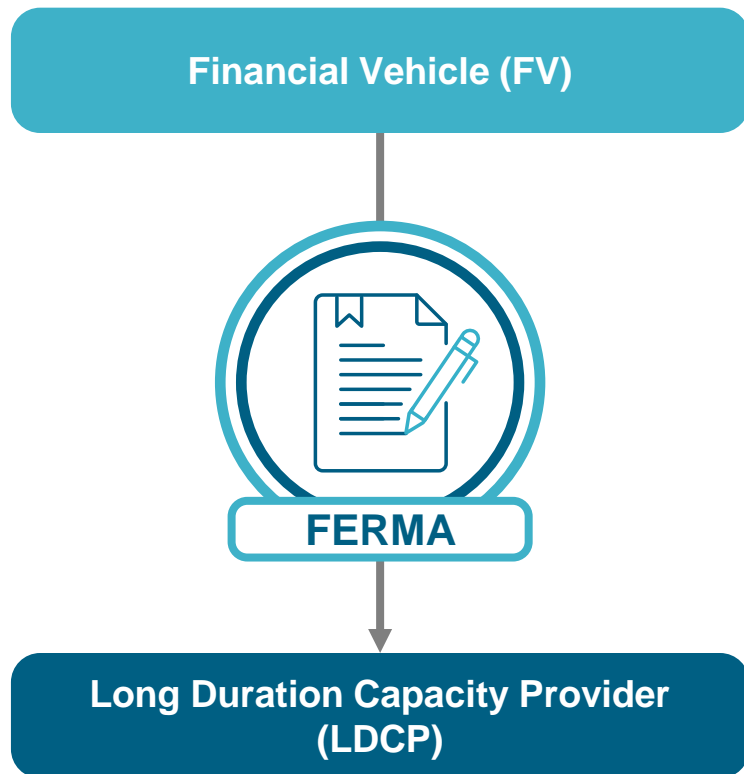 Financial Vehicle (FV)
FERMA
Long Duration Capacity Provider
(LDCP)